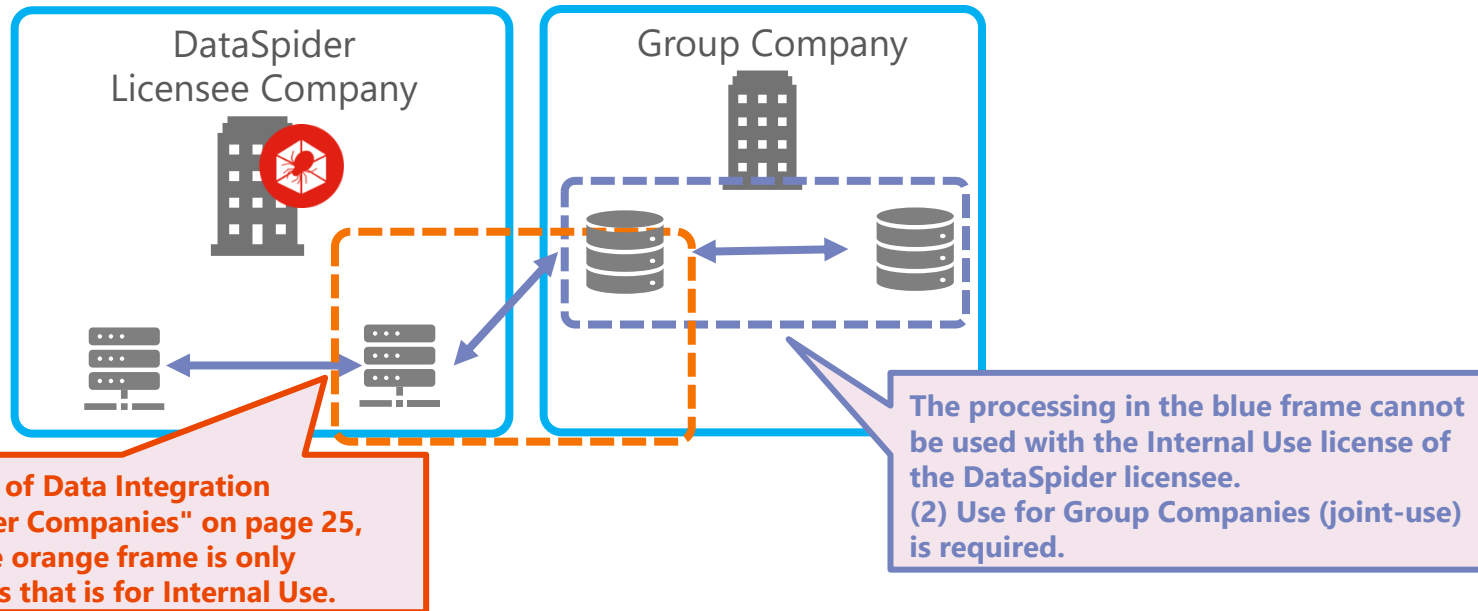 DataSpider
Licensee Company
Group Company
of Data Integration
er Companies" on page 25,
e orange frame is only
s that is for Internal Use.
The processing in the blue frame cannot
be used with the Internal Use license of
the DataSpider licensee.
(2) Use for Group Companies (joint-use)
is required.